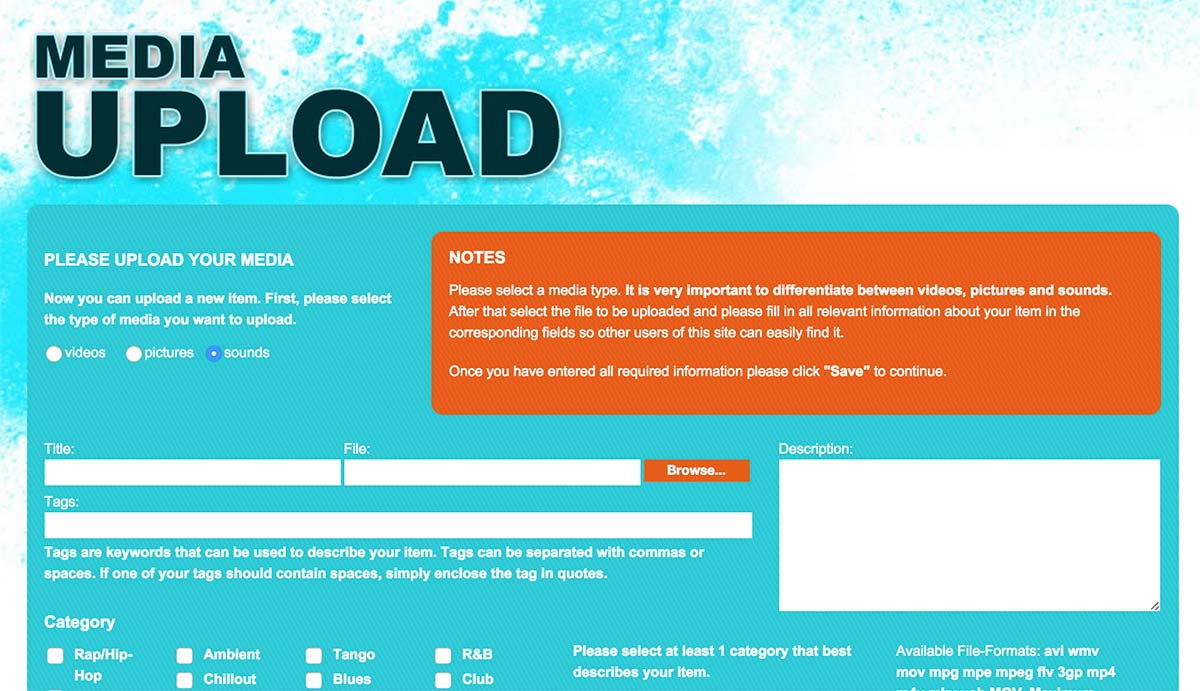 MEDIA
UPLOAD
PLEASE UPLOAD YOUR MEDIA
Now you can upload a new item. First, please select
the type of media you want to upload.
videos pictures sounds
NOTES
Please select a media type. It is very important to differentiate between videos, pictures and sounds.
After that select the file to be uploaded and please fill in all relevant information about your item in the
corresponding fields so other users of this site can easily find it.
Once you have entered all required information please click "Save" to continue.
Title:
File:
Browse...
Tags:
Tags are keywords that can be used to describe your item. Tags can be separated with commas or
spaces. If one of your tags should contain spaces, simply enclose the tag in quotes.
Description:
Category
Rap/Hip-
Hop
Ambient
Chillout
Tango
Blues
R&B
Club
Please select at least 1 category that best
describes your item.
Available File-Formats: avi wmv
mov mpg mpe mpeg flv 3gp mp4